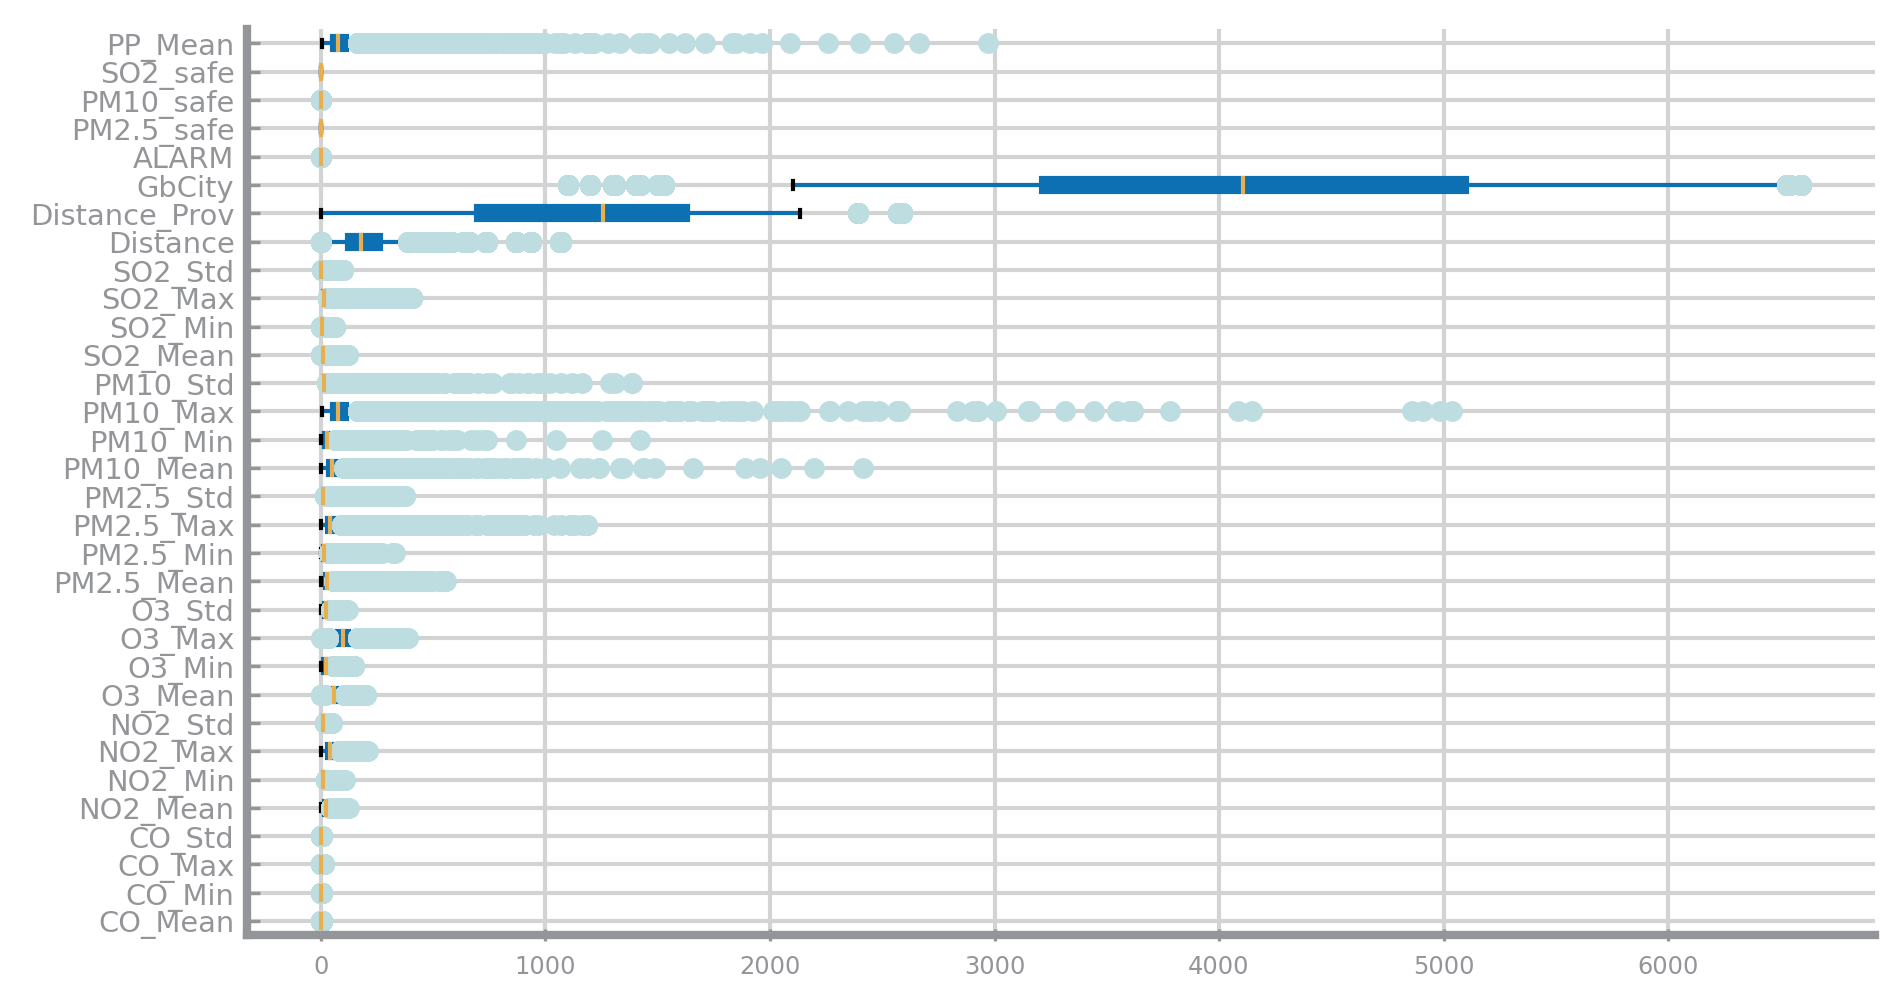 PP_Mean
SO2_safe
PM10_safe
PM2.5_safe
ALARM
GbCity
Distance_Prov
Distance
SO2_Std
SO2_Max
SO2_Min
SO2_Mean
PM10_Std
PM10_Max
PM10_Min
PM10_Mean
PM2.5_Std
PM2.5_Max
PM2.5_Min
PM2.5_Mean
O3_Std
O3_Max
O3_Min
O3_Mean
NO2_Std
NO2_Max
NO2_Min
NO2_Mean
CO_Std
CO_Max
CO_Min
CO_Mean
0 1000 2000 3000 4000 5000 6000